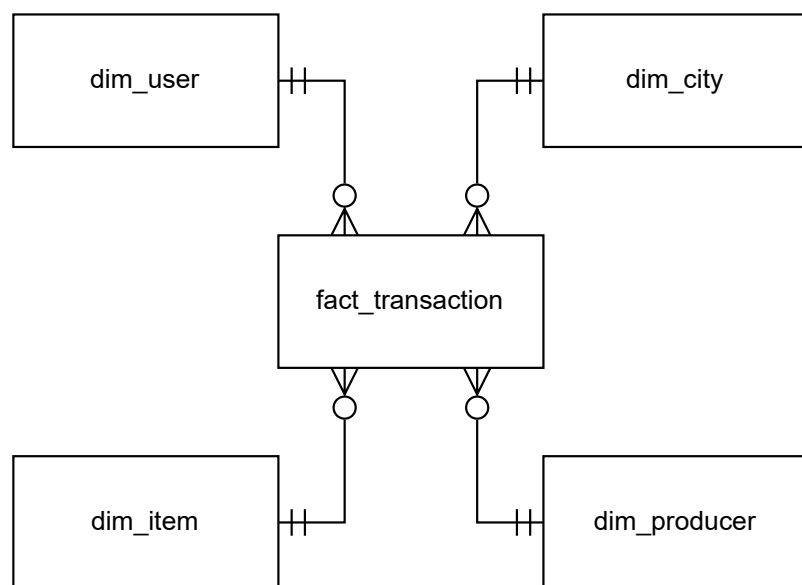 dim_user
dim_city
fact_transaction
dim_item
dim_producer